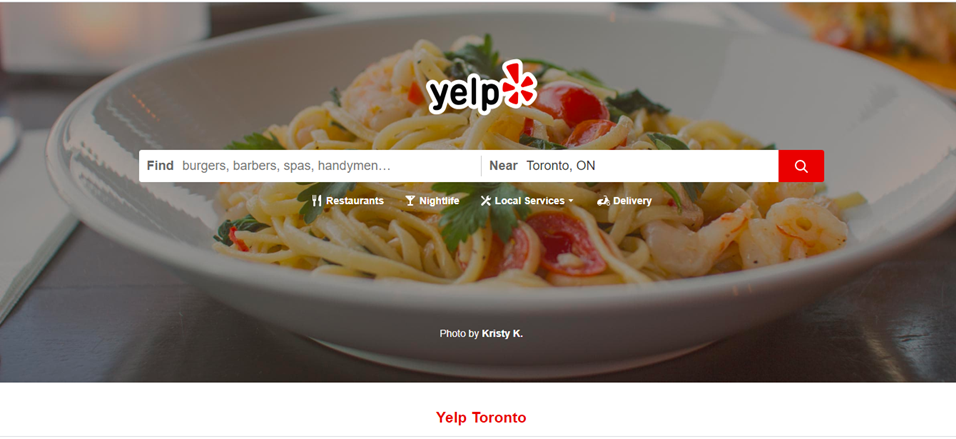 yelp
Find burgers, barbers, spas, handymen… Near Toronto, ON
Restaurants Nightlife Local Services Delivery
Photo by Kristy K.
Yelp Toronto